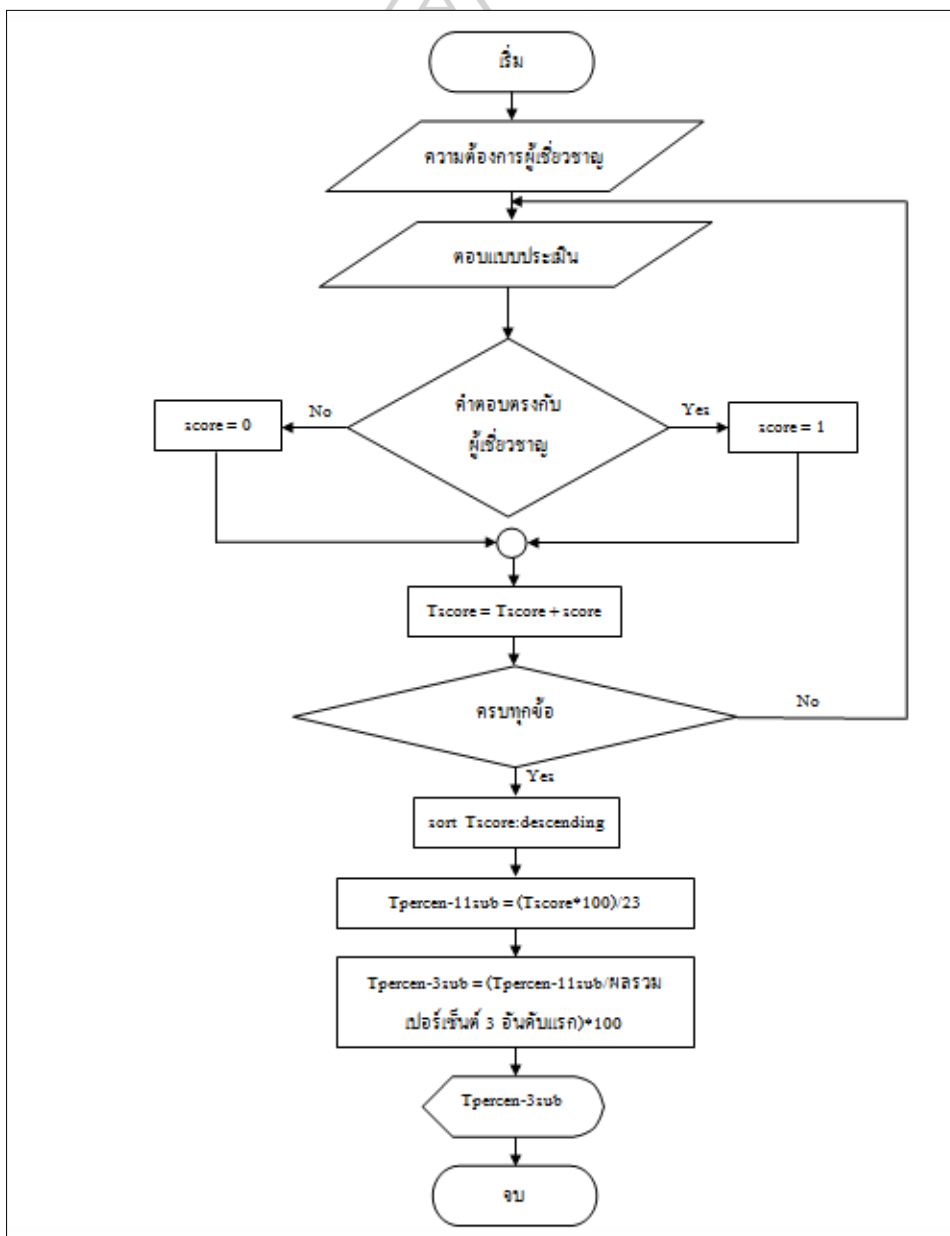 เริ่ม
ความต้องการผู้เชี่ยวชาญ
ตอบแบบประเมิน
คำตอบตรงกับ
ผู้เชี่ยวชาญ
No
Yes
score = 0
score = 1
Tscore = Tscore + score
ครบทุกข้อ
No
Yes
sort Tscore:descending
Tpercen-11sub = (Tscore*100)/23
Tpercen-3sub = (Tpercen-11sub/ผลรวม
เปอร์เซ็นต์ 3 อันดับแรก)*100
Tpercen-3sub
จบ